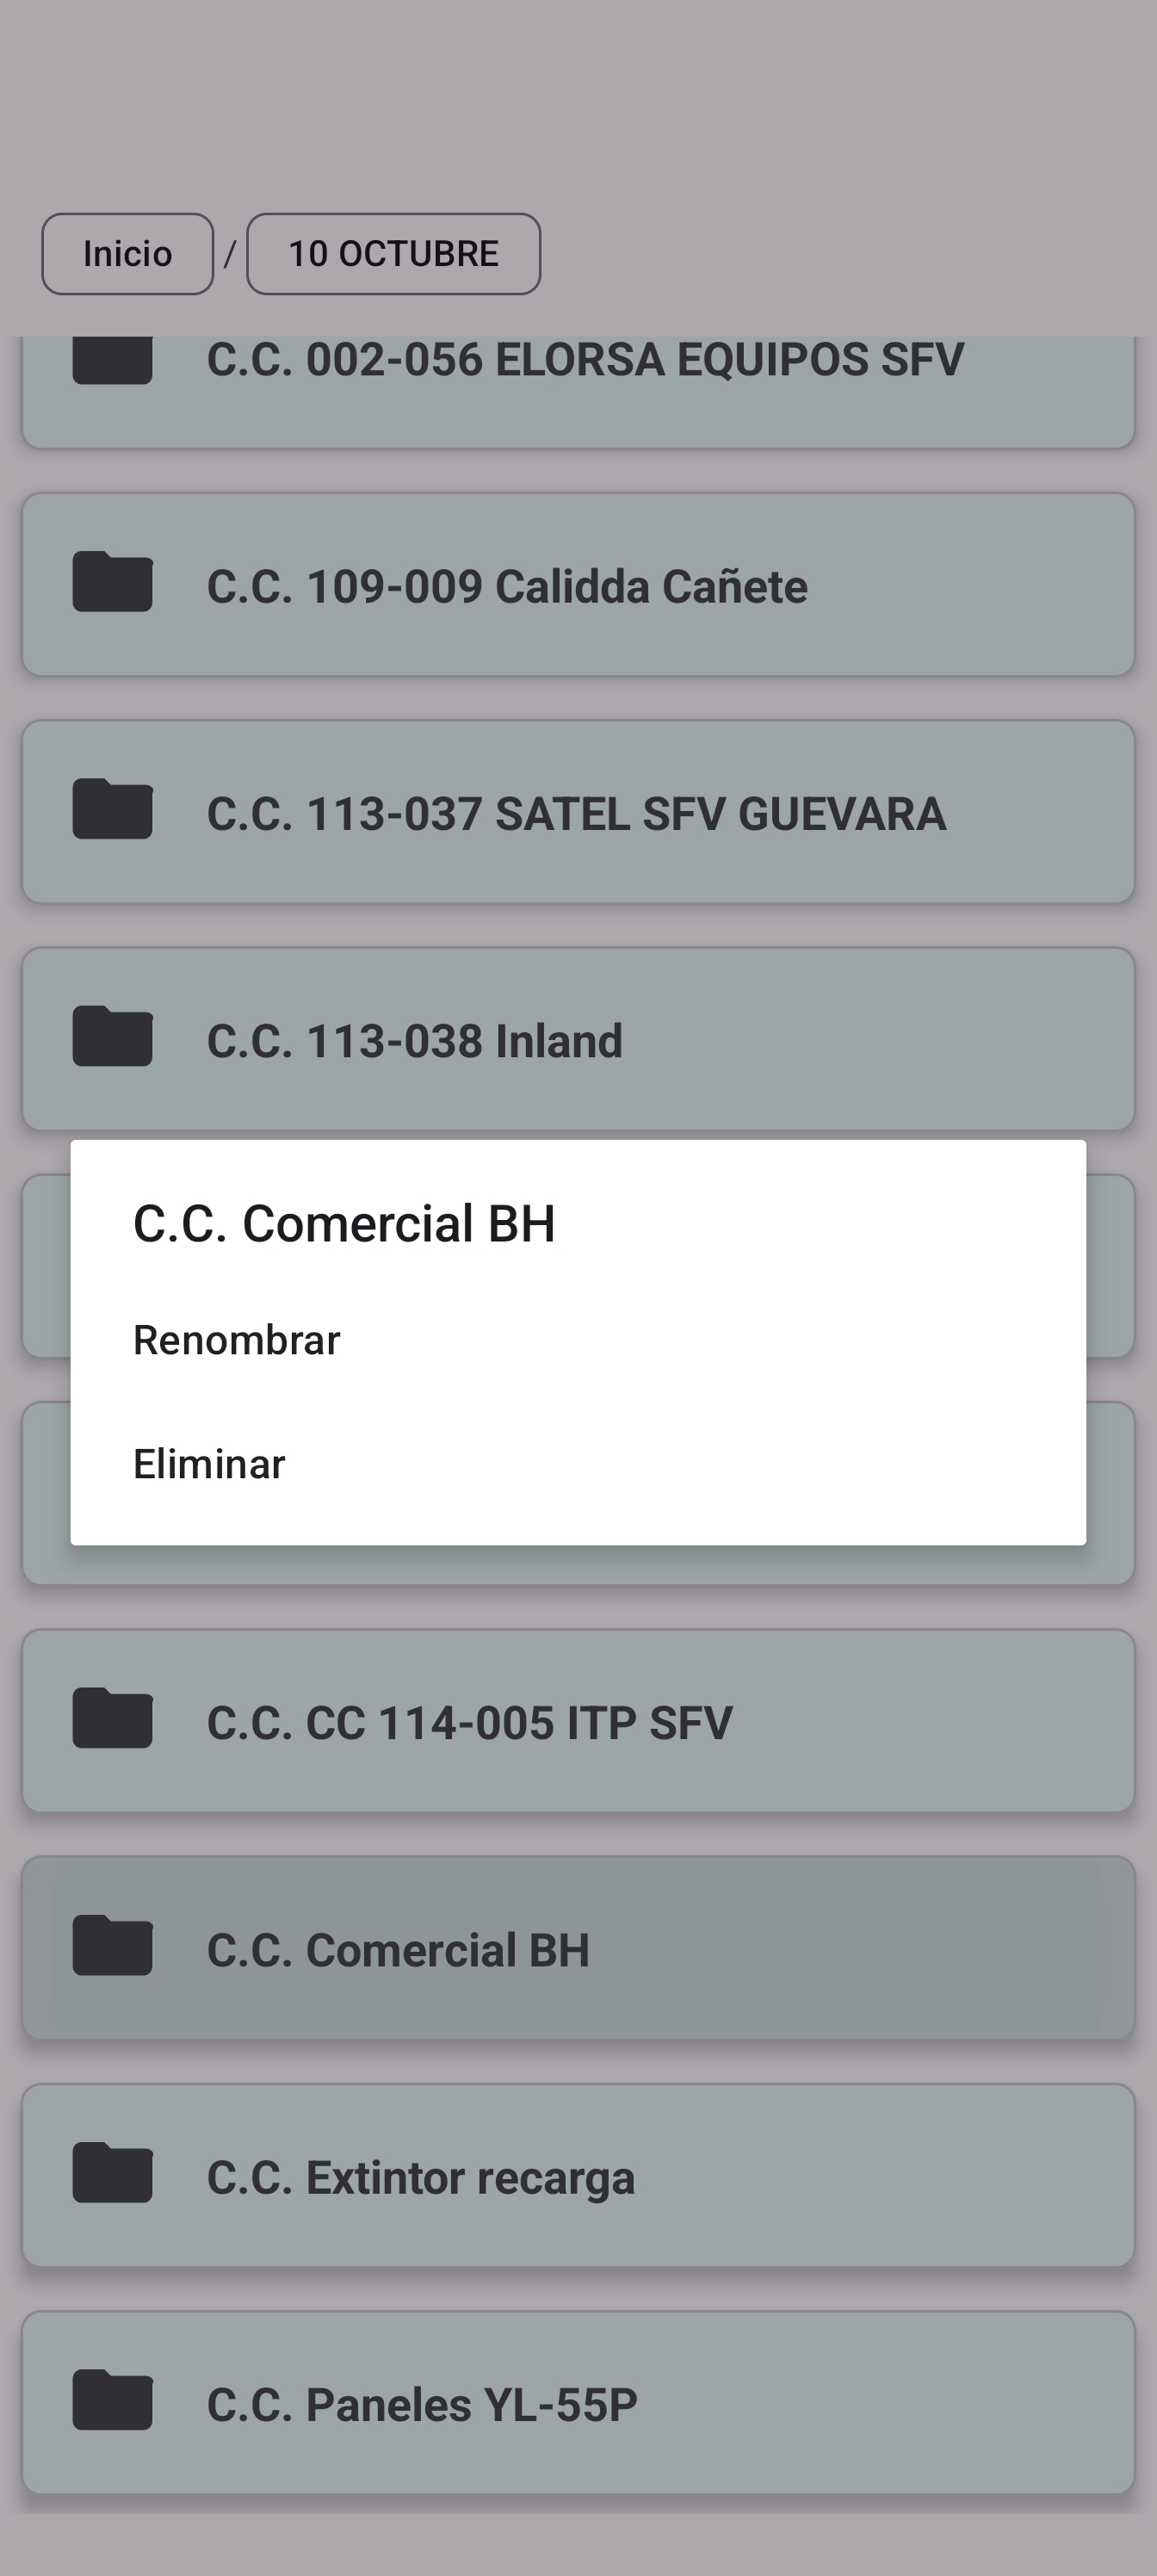 Inicio / 10 OCTUBRE
C.C. 002-056 ELORSA EQUIPOS SFV
C.C. 109-009 Calidda Cañete
C.C. 113-037 SATEL SFV GUEVARA
C.C. 113-038 Inland
C.C. Comercial BH
Renombrar
Eliminar
C.C. CC 114-005 ITP SFV
C.C. Comercial BH
C.C. Extintor recarga
C.C. Paneles YL-55P